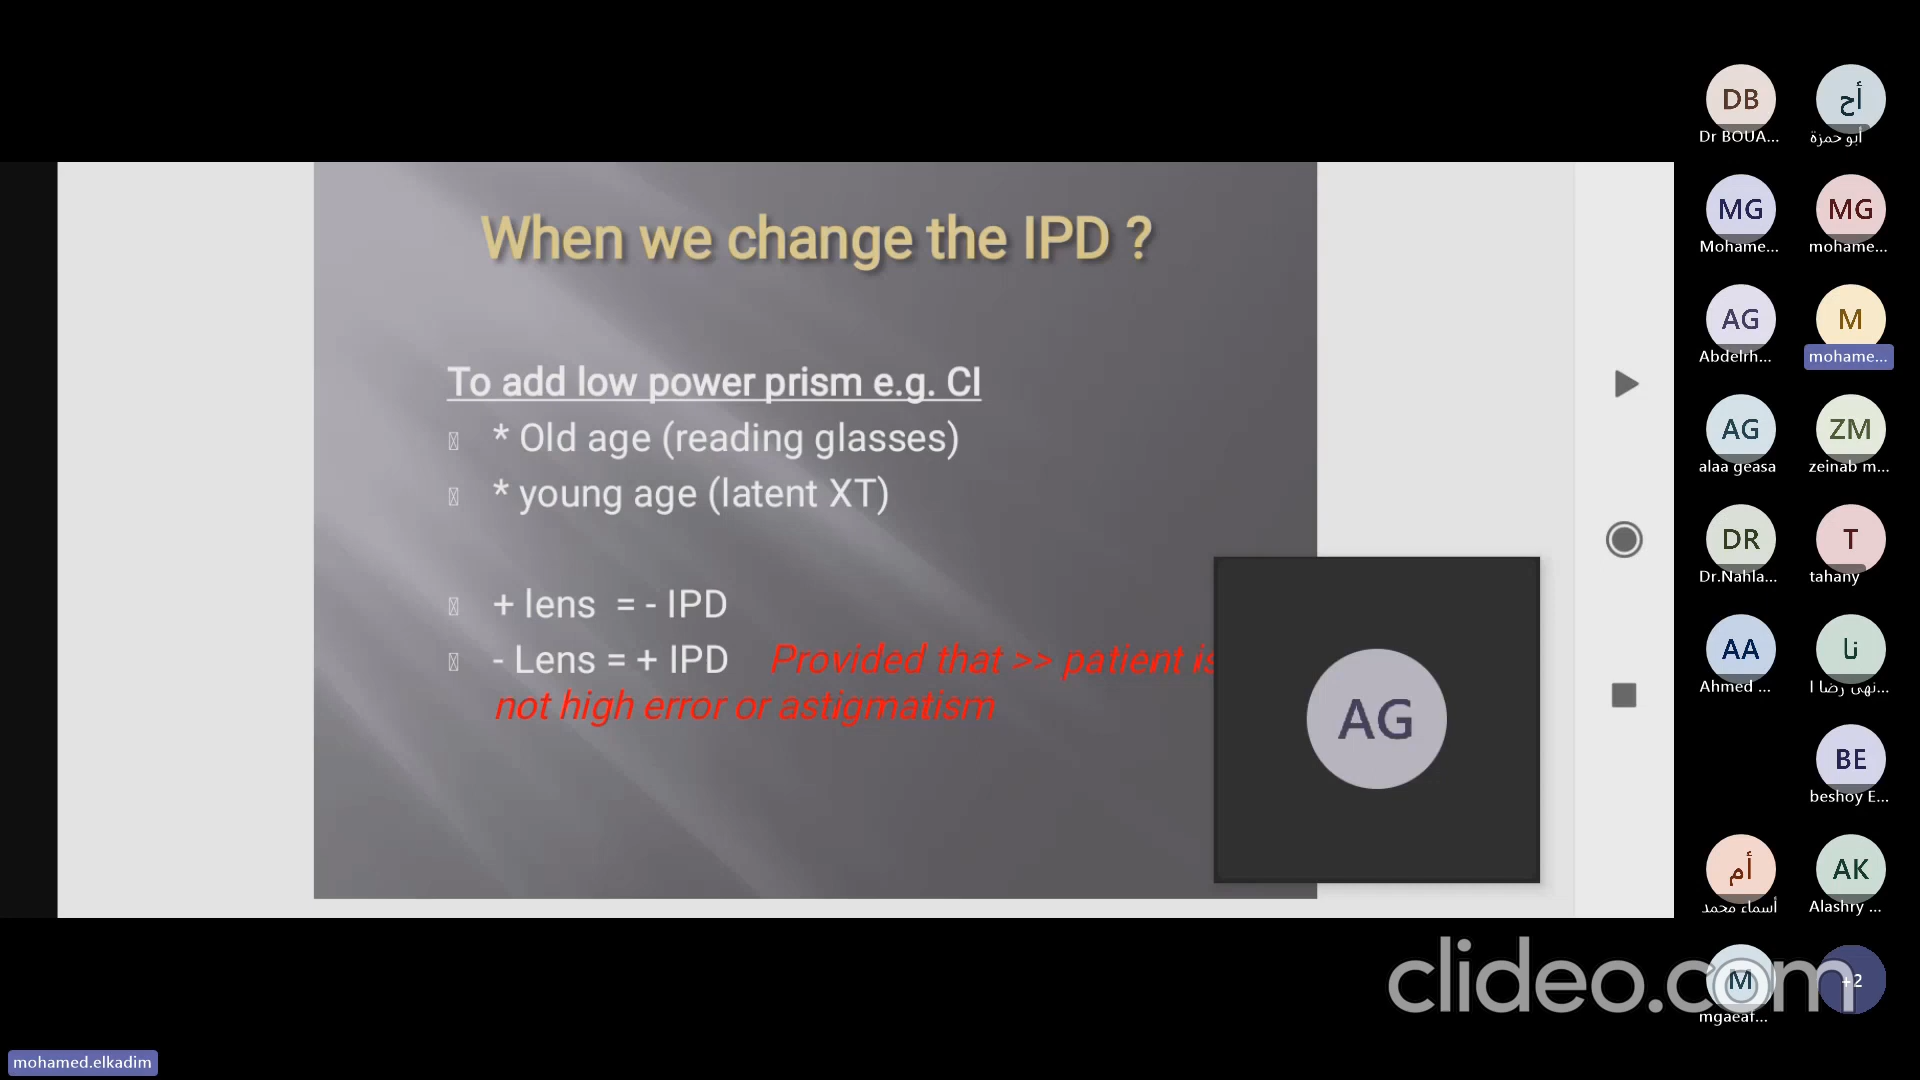 When we change the IPD ?
To add low power prism e.g. CI
* Old age (reading glasses)
* young age (latent XT)
+ lens = - IPD
- Lens = + IPD Provided that >> patient is
not high error or astigmatism
AG
DB
Dr BOUA...
أح
أبو حمزة
MG
Mohame...
MG
mohame...
AG
Abdelrh...
M
mohame...
AG
alaa geasa
ZM
zeinab m...
DR
Dr.Nahla...
T
tahany
AA
Ahmed ...
نا
نهى رضا ا...
BE
beshoy E...
أم
أسماء محمد
AK
Alashry ...
M
mgaeaf...
+2
clideo.com
mohamed.elkadim